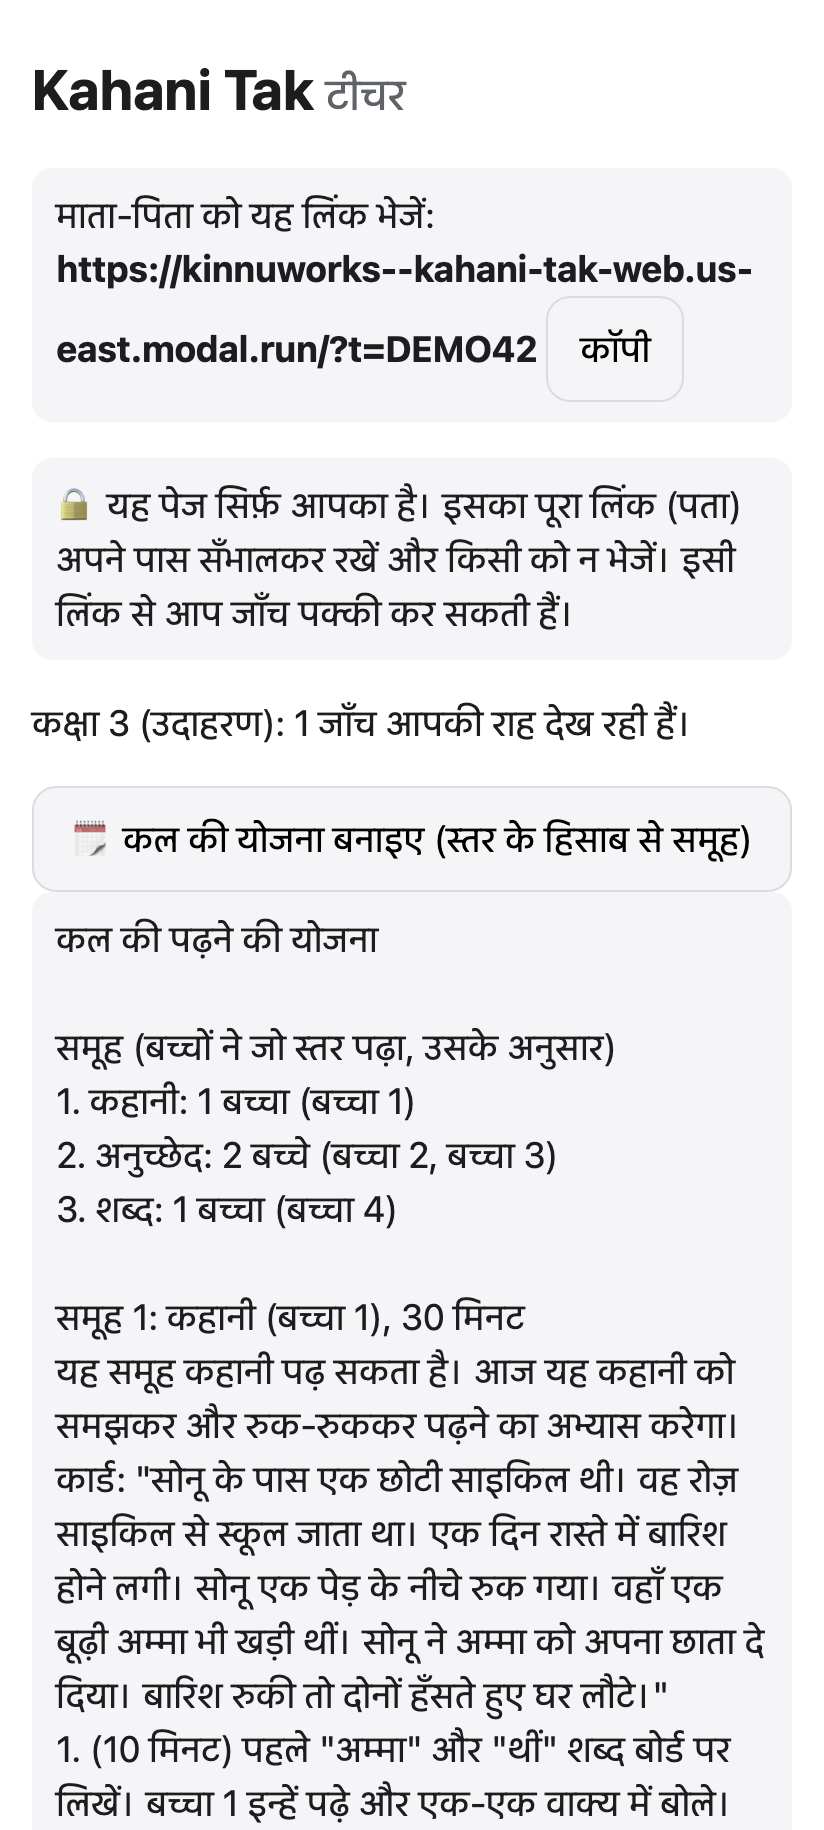 Kahani Tak टीचर
माता-पिता को यह लिंक भेजें:
https://kinnuworks--kahani-tak-web.us-
east.modal.run/?t=DEMO42 कॉपी
🔒 यह पेज सिर्फ़ आपका है। इसका पूरा लिंक (पता)
अपने पास सँभालकर रखें और किसी को न भेजें। इसी
लिंक से आप जाँच पक्की कर सकती हैं।
कक्षा 3 (उदाहरण): 1 जाँच आपकी राह देख रही हैं।
🗓️ कल की योजना बनाइए (स्तर के हिसाब से समूह)
कल की पढ़ने की योजना
समूह (बच्चों ने जो स्तर पढ़ा, उसके अनुसार)
1. कहानी: 1 बच्चा (बच्चा 1)
2. अनुच्छेद: 2 बच्चे (बच्चा 2, बच्चा 3)
3. शब्द: 1 बच्चा (बच्चा 4)
समूह 1: कहानी (बच्चा 1), 30 मिनट
यह समूह कहानी पढ़ सकता है। आज यह कहानी को
समझकर और रुक-रुककर पढ़ने का अभ्यास करेगा।
कार्ड: "सोनू के पास एक छोटी साइकिल थी। वह रोज़
साइकिल से स्कूल जाता था। एक दिन रास्ते में बारिश
होने लगी। सोनू एक पेड़ के नीचे रुक गया। वहाँ एक
बूढ़ी अम्मा भी खड़ी थीं। सोनू ने अम्मा को अपना छाता दे
दिया। बारिश रुकी तो दोनों हँसते हुए घर लौटे।"
1. (10 मिनट) पहले "अम्मा" और "थीं" शब्द बोर्ड पर
लिखें। बच्चा 1 इन्हें पढ़े और एक-एक वाक्य में बोले।